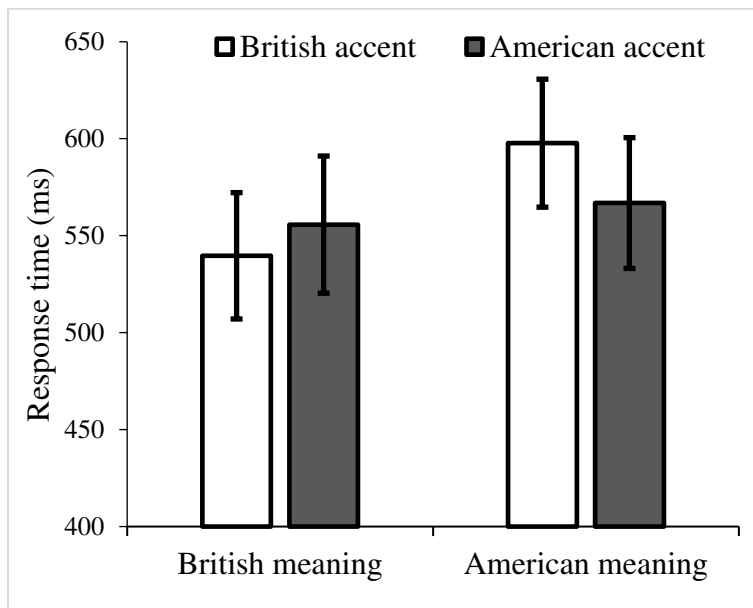 British accent American accent
650
600
550
500
450
400
Response time (ms)
British meaning American meaning